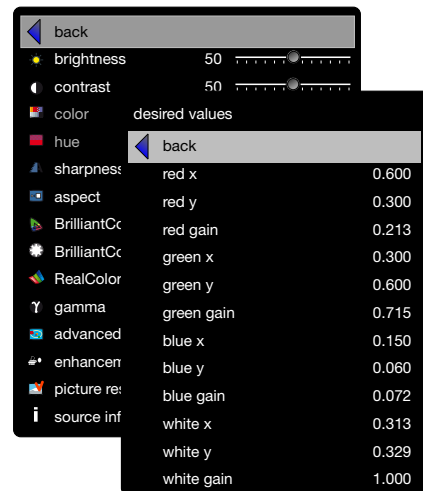 back
brightness 50
contrast 50
color
hue
sharpness
aspect
BrilliantCo
BrilliantCo
RealColor
γ gamma
advanced
enhancem
picture res
i source inf
desired values
back
red x 0.600
red y 0.300
red gain 0.213
green x 0.300
green y 0.600
green gain 0.715
blue x 0.150
blue y 0.060
blue gain 0.072
white x 0.313
white y 0.329
white gain 1.000